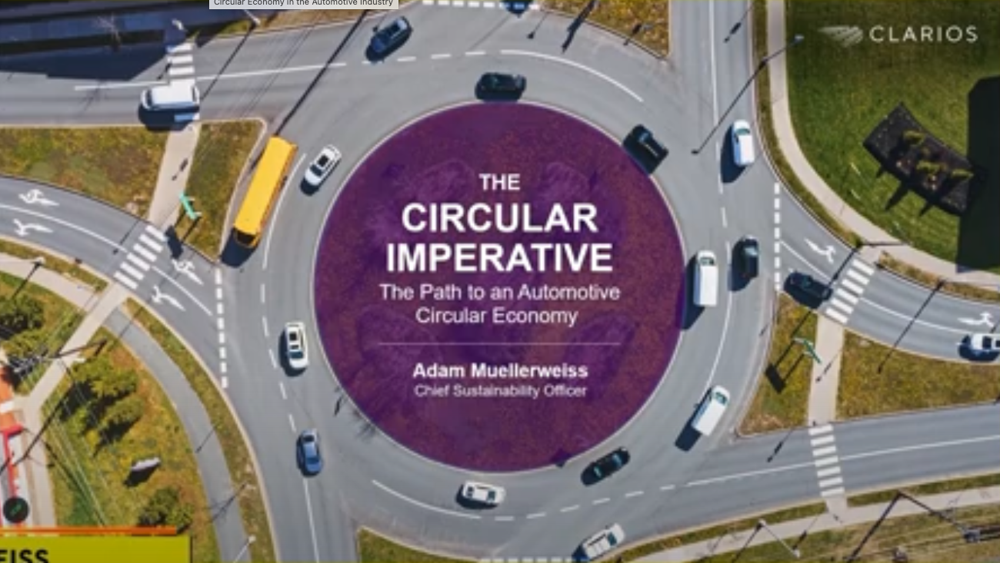 Circular Economy in the Automotive Industry
CLARIOS
THE
CIRCULAR
IMPERATIVE
The Path to an Automotive
Circular Economy
Adam Muellerweiss
Chief Sustainability Officer
EISS